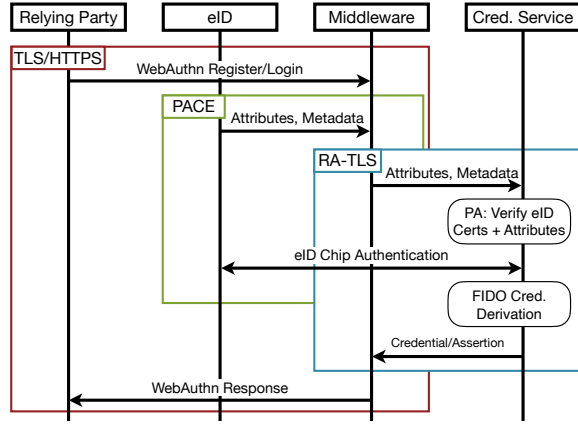 Relying Party
eID
Middleware
Cred. Service
TLS/HTTPS
WebAuthn Register/Login
PACE
Attributes, Metadata
RA-TLS
Attributes, Metadata
PA: Verify eID
Certs + Attributes
eID Chip Authentication
FIDO Cred.
Derivation
Credential/Assertion
WebAuthn Response